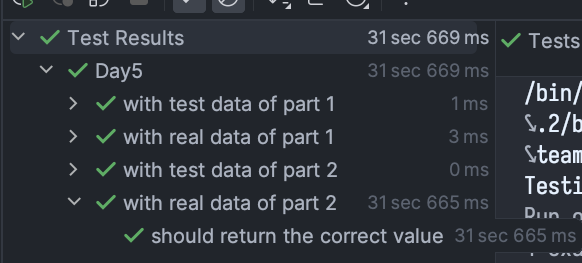 Test Results 31 sec 669 ms
Tests
Day5 31 sec 669 ms
/bin/
with test data of part 1 1 ms
.2/b
with real data of part 1 3 ms
team
with test data of part 2 0 ms
Testi
with real data of part 2 31 sec 665 ms
Run o
should return the correct value 31 sec 665 ms